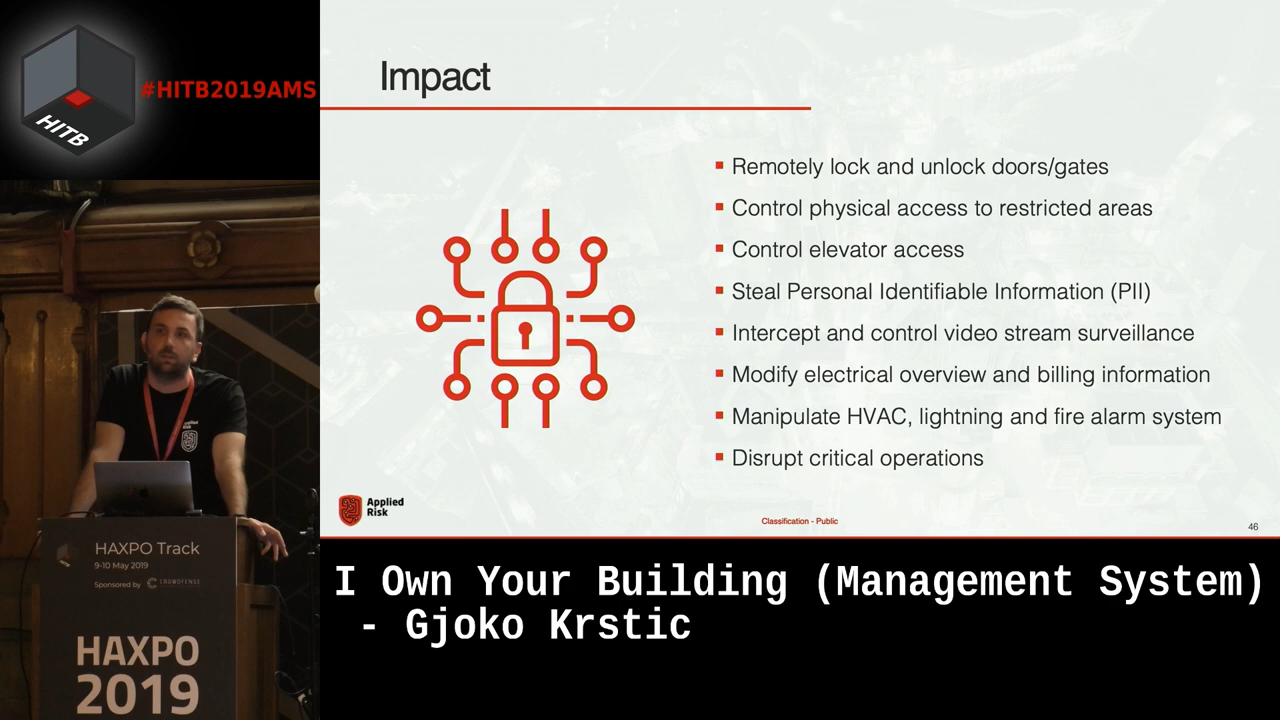 HITB
#HITB2019AMS
Impact
Remotely lock and unlock doors/gates
Control physical access to restricted areas
Control elevator access
Steal Personal Identifiable Information (PII)
Intercept and control video stream surveillance
Modify electrical overview and billing information
Manipulate HVAC, lightning and fire alarm system
Disrupt critical operations
Applied
Risk
Classification - Public
46
HAXPO Track
9-10 May 2019
Sponsored by CROWDFENSE
HAXPO
2019
I Own Your Building (Management System)
- Gjoko Krstic